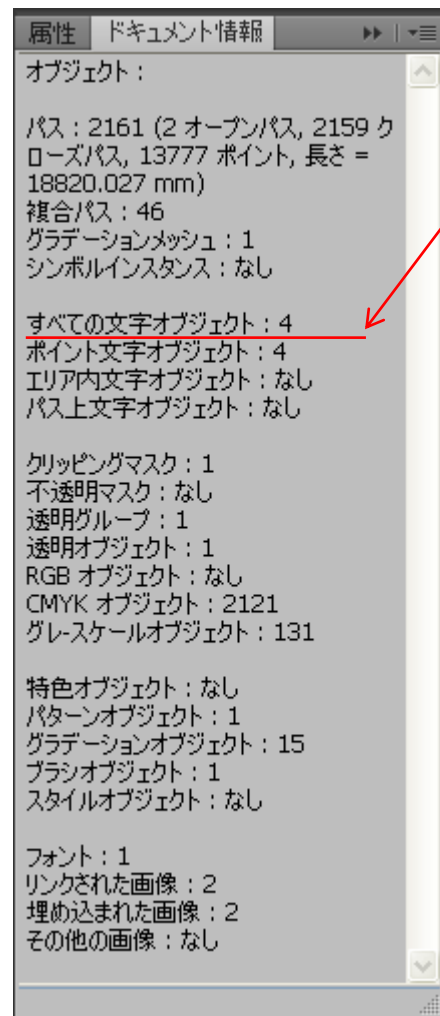 属性 ドキュメント情報
オブジェクト：
パス：2161 (2 オープンパス, 2159 ク
ローズパス, 13777 ポイント, 長さ =
18820.027 mm)
複合パス：46
グラデーションメッシュ：1
シンボルインスタンス：なし
すべての文字オブジェクト：4
ポイント文字オブジェクト：4
エリア内文字オブジェクト：なし
パス上文字オブジェクト：なし
クリッピングマスク：1
不透明マスク：なし
透明グループ：1
透明オブジェクト：1
RGB オブジェクト：なし
CMYK オブジェクト：2121
グレースケールオブジェクト：131
特色オブジェクト：なし
パターンオブジェクト：1
グラデーションオブジェクト：15
ブラシオブジェクト：1
スタイルオブジェクト：なし
フォント：1
リンクされた画像：2
埋め込まれた画像：2
その他の画像：なし